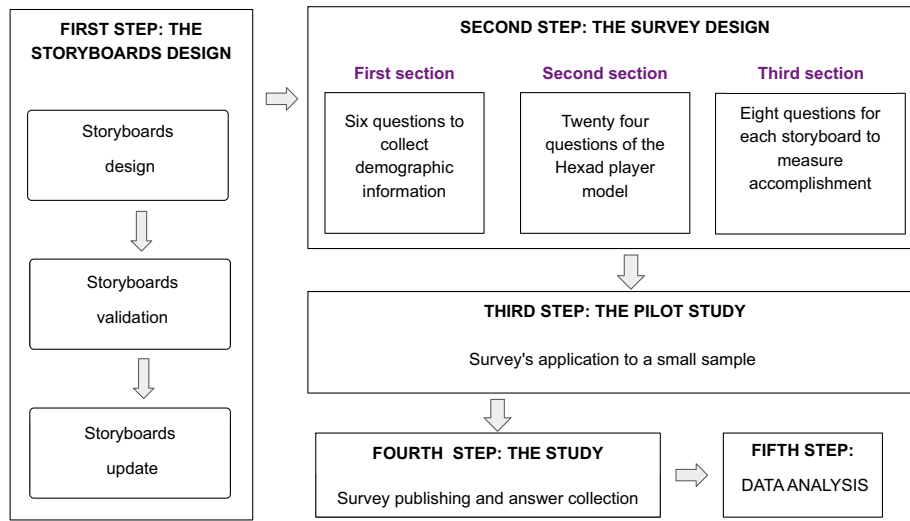 FIRST STEP: THE
STORYBOARDS DESIGN
Storyboards
design
Storyboards
validation
Storyboards
update
SECOND STEP: THE SURVEY DESIGN
First section
Six questions to
collect
demographic
information
Second section
Twenty four
questions of the
Hexad player
model
Third section
Eight questions for
each storyboard to
measure
accomplishment
THIRD STEP: THE PILOT STUDY
Survey's application to a small sample
FOURTH STEP: THE STUDY
Survey publishing and answer collection
FIFTH STEP:
DATA ANALYSIS